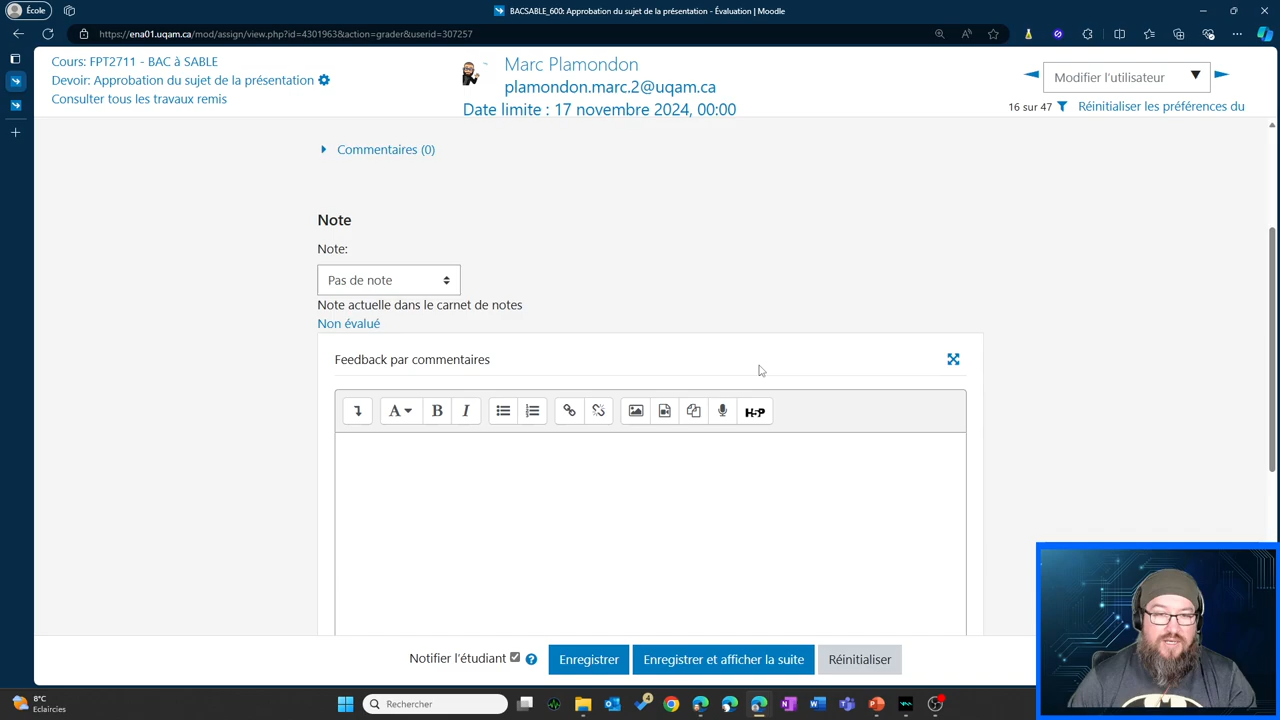 École
BACSABLE_600: Approbation du sujet de la présentation - Évaluation | Moodle
https://ena01.uqam.ca/mod/assign/view.php?id=4301963&action=grader&userid=307257
Cours: FPT2711 - BAC à SABLE
Devoir: Approbation du sujet de la présentation
Consulter tous les travaux remis
Marc Plamondon
plamondon.marc.2@uqam.ca
Date limite : 17 novembre 2024, 00:00
Modifier l'utilisateur
16 sur 47
Réinitialiser les préférences du
Commentaires (0)
Note
Note:
Pas de note
Note actuelle dans le carnet de notes
Non évalué
Feedback par commentaires
A B I
H5P
Notifier l'étudiant
Enregistrer
Enregistrer et afficher la suite
Réinitialiser
8°C
Eclaircies
Rechercher
4